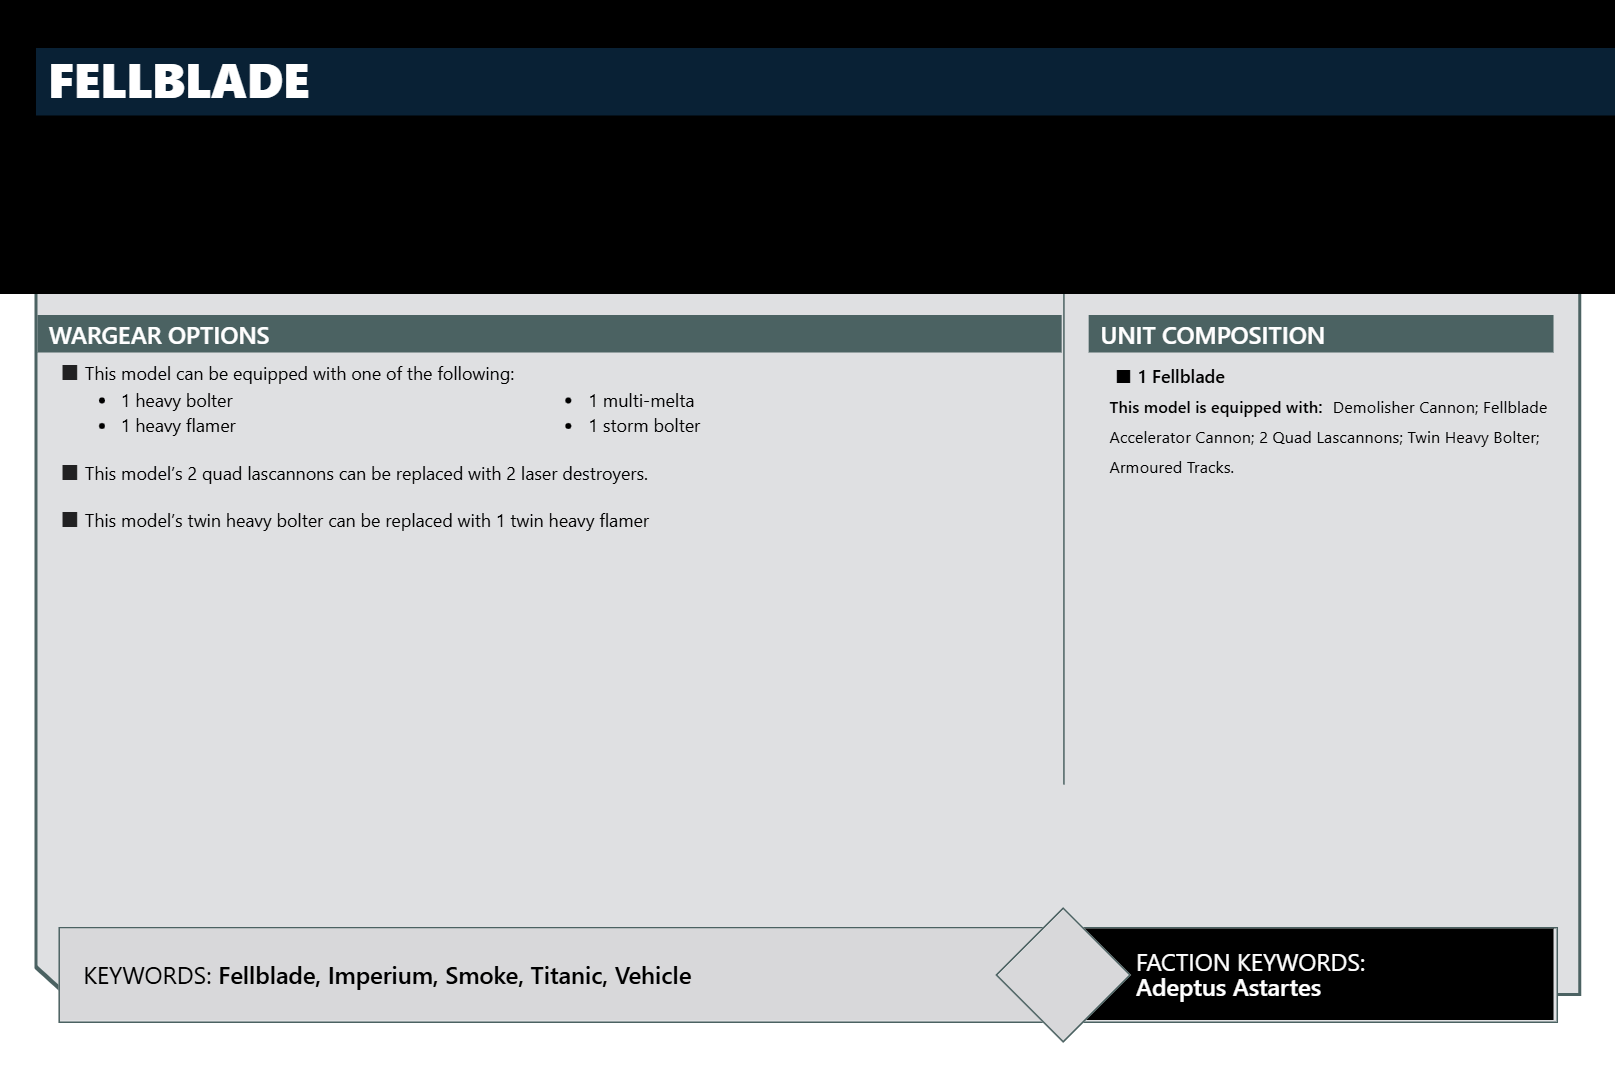 FELLBLADE
WARGEAR OPTIONS
■ This model can be equipped with one of the following:
• 1 heavy bolter
• 1 heavy flamer
• 1 multi-melta
• 1 storm bolter
■ This model’s 2 quad lascannons can be replaced with 2 laser destroyers.
■ This model’s twin heavy bolter can be replaced with 1 twin heavy flamer
UNIT COMPOSITION
■ 1 Fellblade
This model is equipped with: Demolisher Cannon; Fellblade
Accelerator Cannon; 2 Quad Lascannons; Twin Heavy Bolter;
Armoured Tracks.
KEYWORDS: Fellblade, Imperium, Smoke, Titanic, Vehicle
FACTION KEYWORDS:
Adeptus Astartes